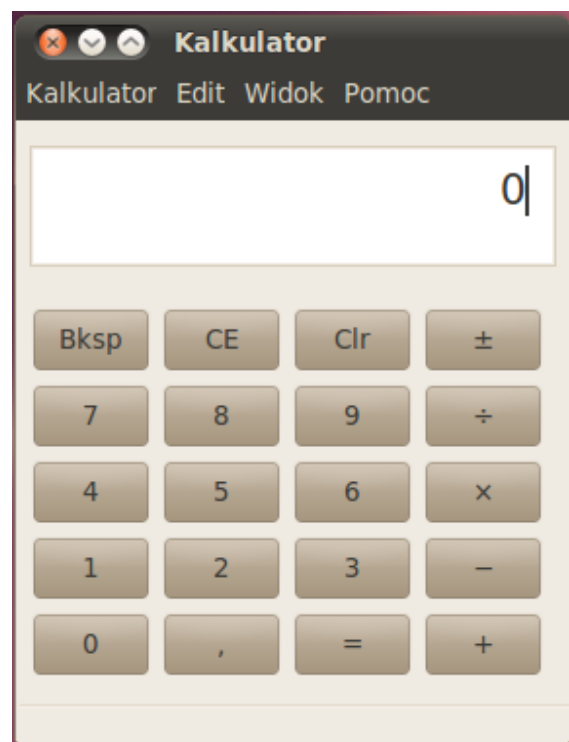 Kalkulator
Kalkulator Edit Widok Pomoc
0
Bksp CE Clr ±
7 8 9 ÷
4 5 6 ×
1 2 3 −
0 , = +